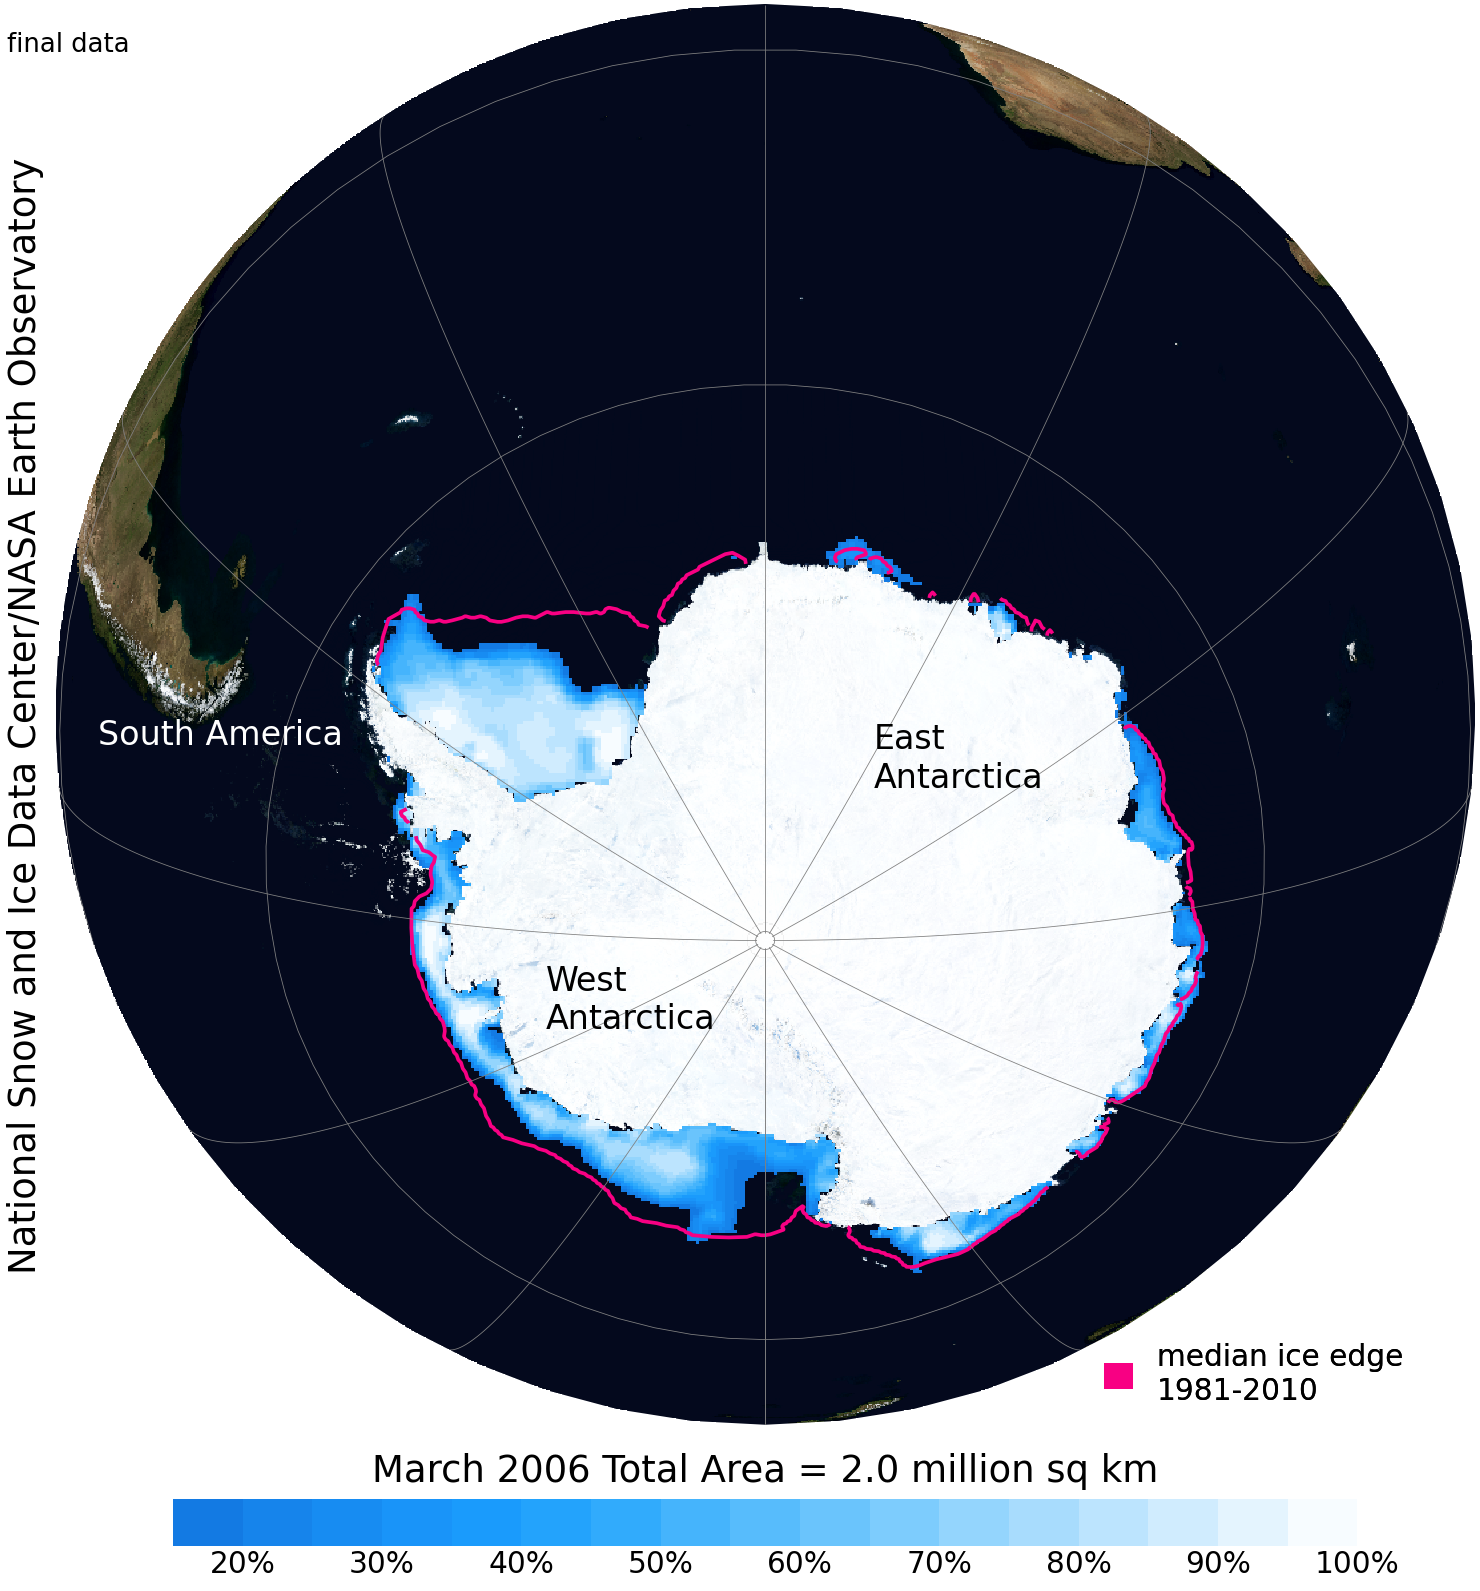 final data
National Snow and Ice Data Center/NASA Earth Observatory
South America
East
Antarctica
West
Antarctica
median ice edge
1981-2010
March 2006 Total Area = 2.0 million sq km
20% 30% 40% 50% 60% 70% 80% 90% 100%